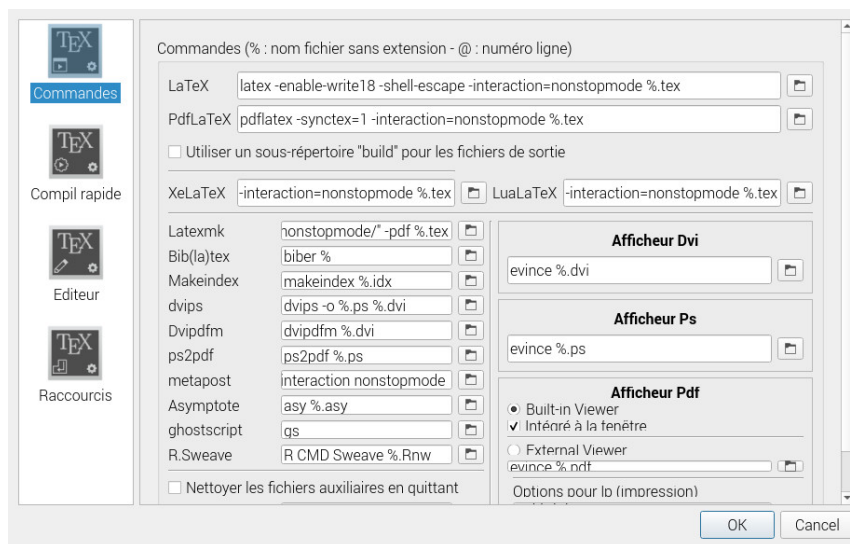 TEX
Commandes
TEX
Compil rapide
TEX
Editeur
TEX
Raccourcis
Commandes (% : nom fichier sans extension - @ : numéro ligne)
LaTeX latex -enable-write18 -shell-escape -interaction=nonstopmode %.tex
PdfLaTeX pdflatex -synctex=1 -interaction=nonstopmode %.tex
Utiliser un sous-répertoire "build" pour les fichiers de sortie
XeLaTeX -interaction=nonstopmode %.tex LuaLaTeX -interaction=nonstopmode %.tex
Latexmk nonstopmode/" -pdf %.tex
Bib(la)tex biber %
Makeindex makeindex %.idx
dvips dvips -o %.ps %.dvi
Dvipdfm dvipdfm %.dvi
ps2pdf ps2pdf %.ps
metapost interaction nonstopmode
Asymptote asy %.asy
ghostscript gs
R.Sweave R CMD Sweave %.Rnw
Nettoyer les fichiers auxiliaires en quittant
Afficheur Dvi
evince %.dvi
Afficheur Ps
evince %.ps
Afficheur Pdf
Built-in Viewer
Intégré à la fenêtre
External Viewer
evince %.pdf
Options pour lp (impression)
OK Cancel